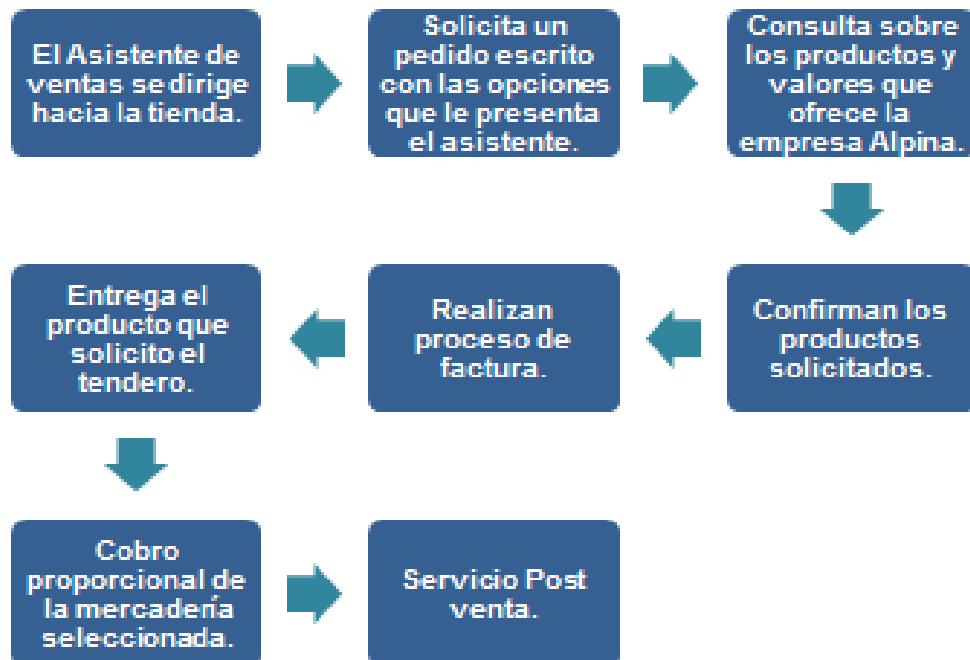 El Asistente de
ventas se dirige
hacia la tienda.
Solicita un
pedido escrito
con las opciones
que le presenta
el asistente.
Consulta sobre
los productos y
valores que
ofrece la
empresa Alpina.
Confirman los
productos
solicitados.
Realizan
proceso de
factura.
Entrega el
producto que
solicito el
tendero.
Cobro
proporcional de
la mercadería
seleccionada.
Servicio Post
venta.